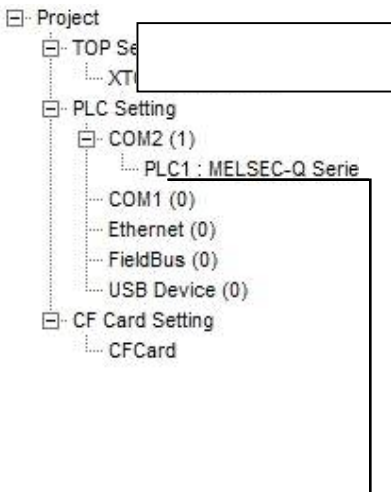 Project
TOP Se
XT
PLC Setting
COM2 (1)
PLC1 : MELSEC-Q Serie
COM1 (0)
Ethernet (0)
FieldBus (0)
USB Device (0)
CF Card Setting
CFCard